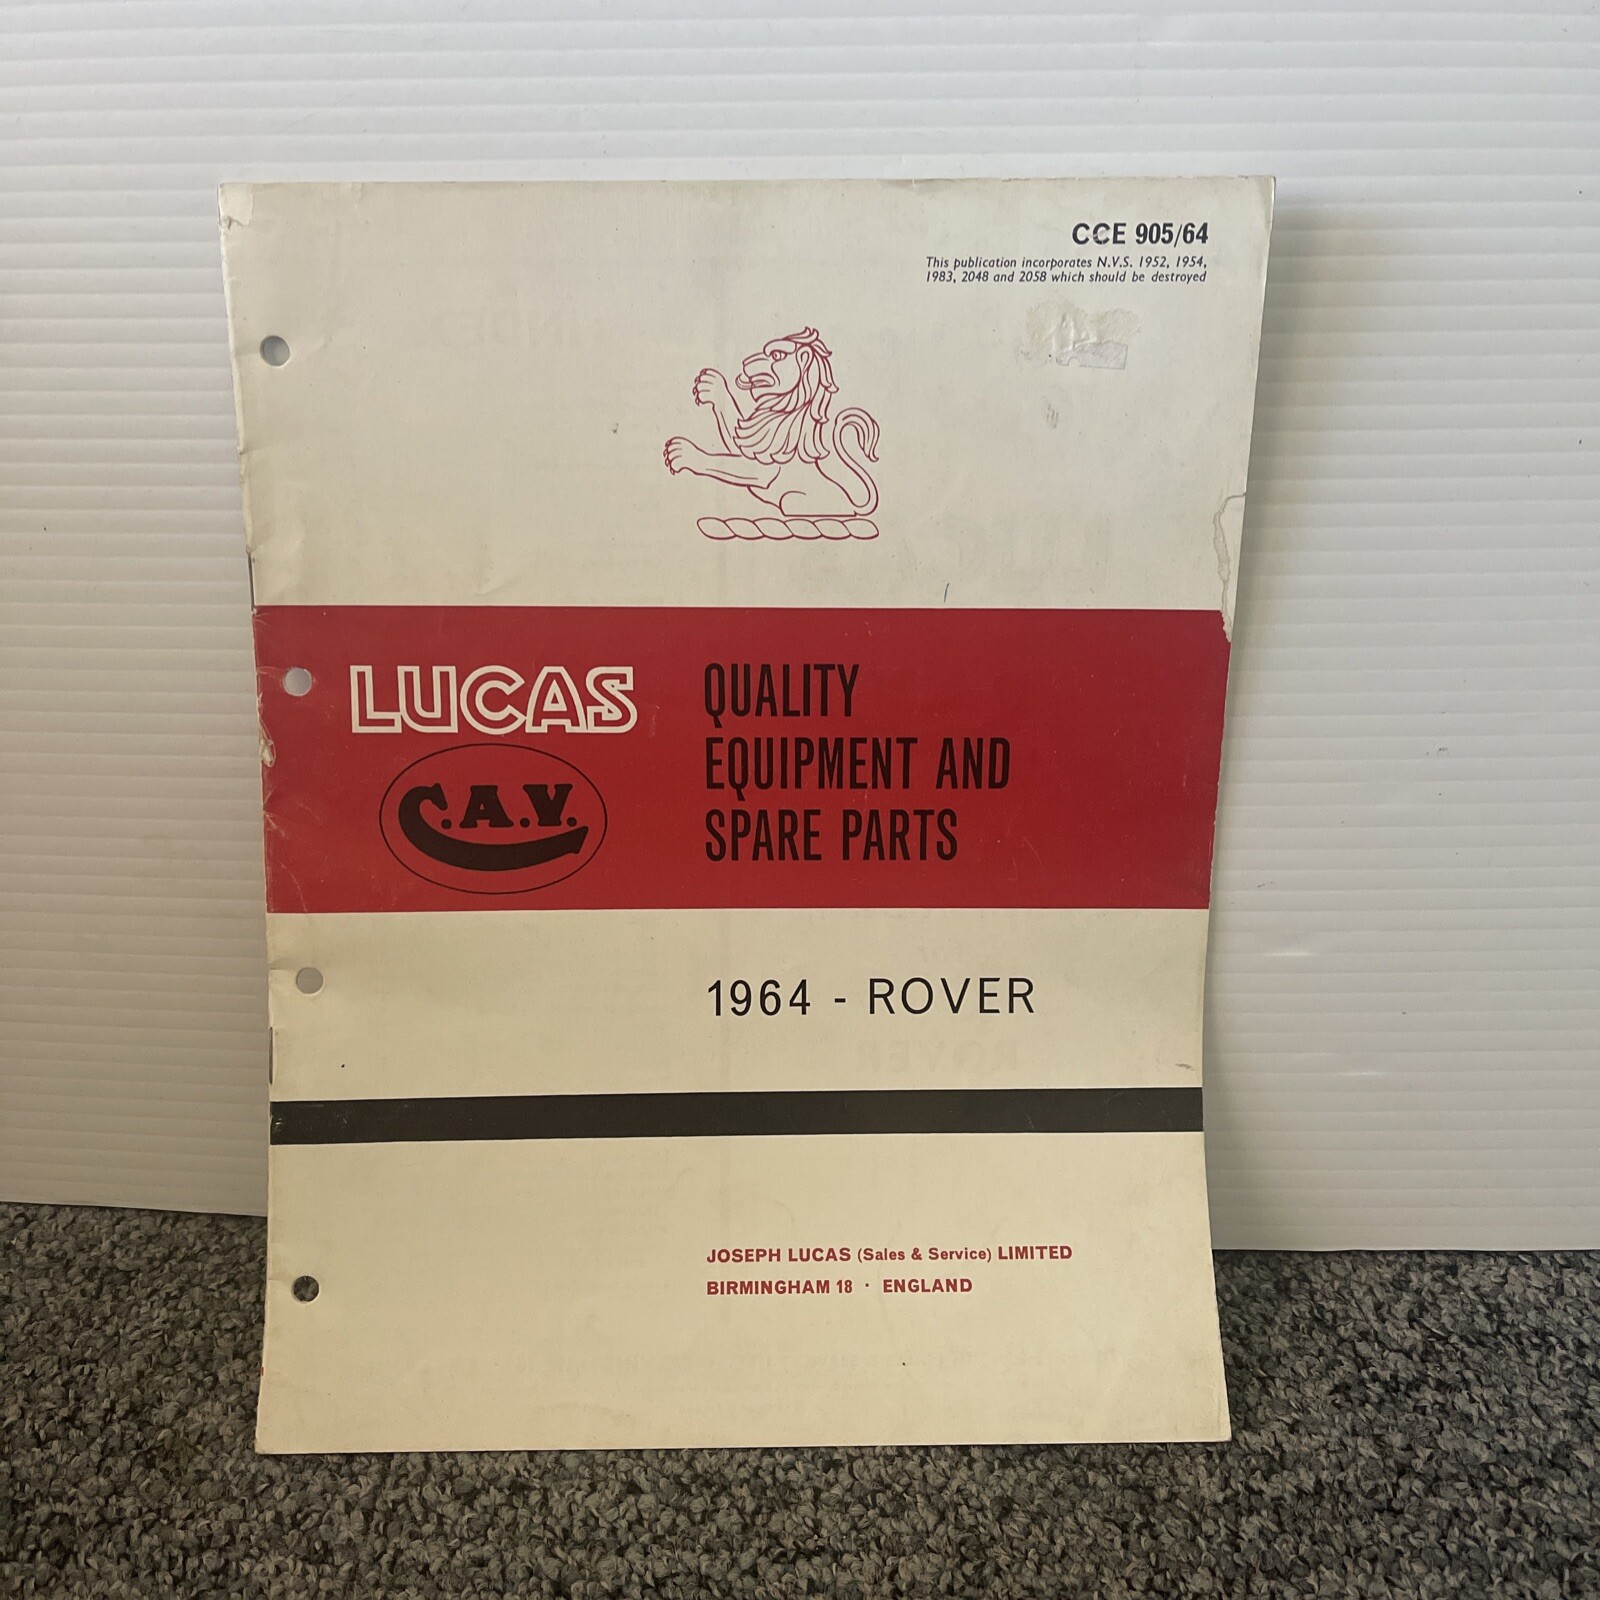 CCE 905/64
This publication incorporates N.V.S. 1952, 1954,
1983, 2048 and 2058 which should be destroyed
LUCAS
C.A.V.
QUALITY
EQUIPMENT AND
SPARE PARTS
1964 - ROVER
JOSEPH LUCAS (Sales & Service) LIMITED
BIRMINGHAM 18 · ENGLAND